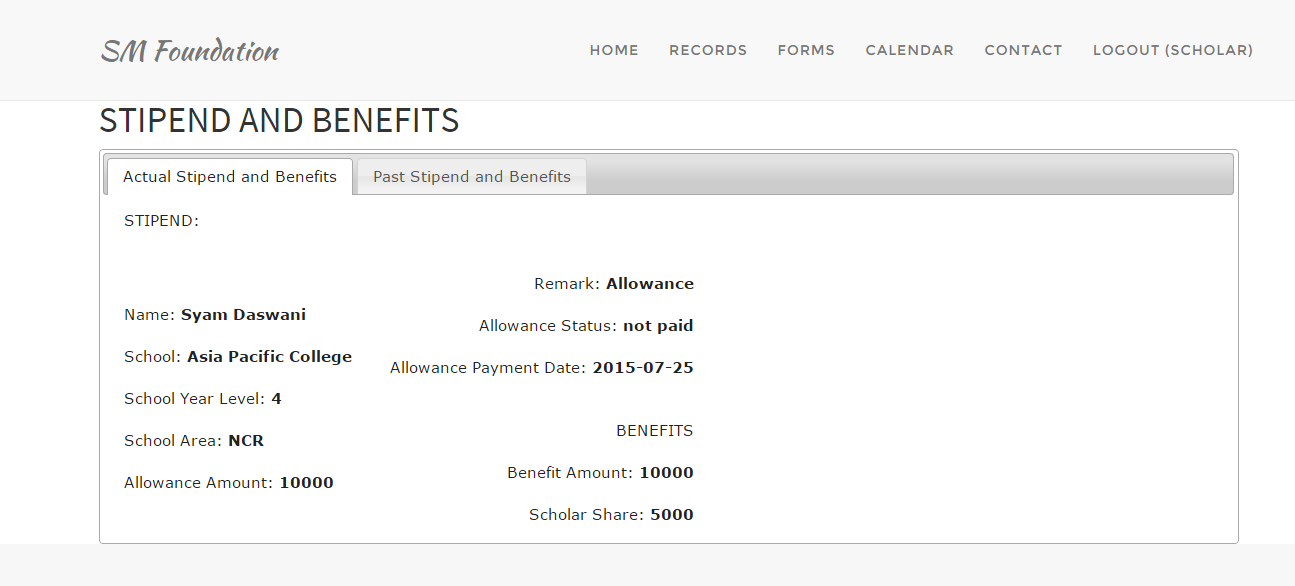 SM Foundation
HOME RECORDS FORMS CALENDAR CONTACT LOGOUT (SCHOLAR)
STIPEND AND BENEFITS
Actual Stipend and Benefits Past Stipend and Benefits
STIPEND:
Name: Syam Daswani
School: Asia Pacific College
School Year Level: 4
School Area: NCR
Allowance Amount: 10000
Remark: Allowance
Allowance Status: not paid
Allowance Payment Date: 2015-07-25
BENEFITS
Benefit Amount: 10000
Scholar Share: 5000